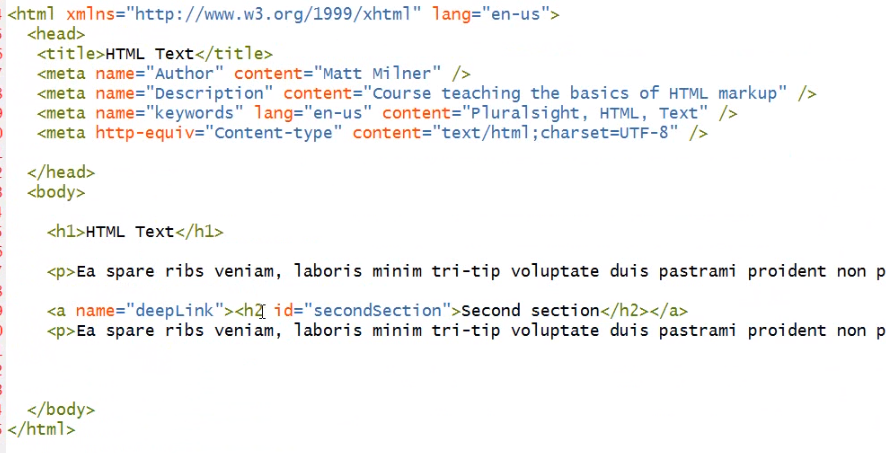 <html xmlns="http://www.w3.org/1999/xhtml" lang="en-us">
<head>
<title>HTML Text</title>
<meta name="Author" content="Matt Milner" />
<meta name="Description" content="Course teaching the basics of HTML markup" />
<meta name="keywords" lang="en-us" content="Pluralsight, HTML, Text" />
<meta http-equiv="Content-type" content="text/html;charset=UTF-8" />
</head>
<body>
<h1>HTML Text</h1>
<p>Ea spare ribs veniam, laboris minim tri-tip voluptate duis pastrami proident non p
<a name="deepLink"><h2 id="secondSection">Second section</h2></a>
<p>Ea spare ribs veniam, laboris minim tri-tip voluptate duis pastrami proident non p
</body>
</html>